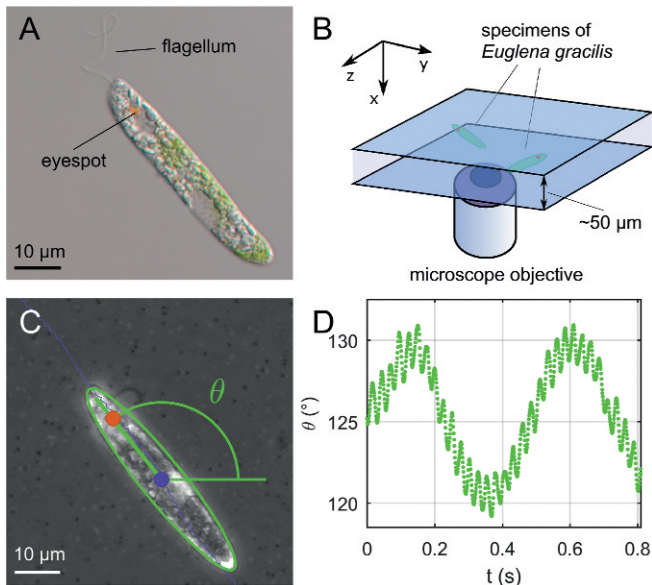 A
flagellum
eyespot
10 μm
B
specimens of
Euglena gracilis
z
y
x
~50 μm
microscope objective
C
θ
10 μm
D
130
125
120
θ (°)
0
0.2
0.4
0.6
0.8
t (s)